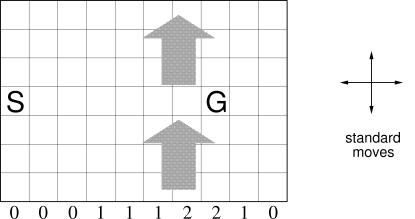 S G
standard
moves
0 0 0 1 1 1 2 2 1 0